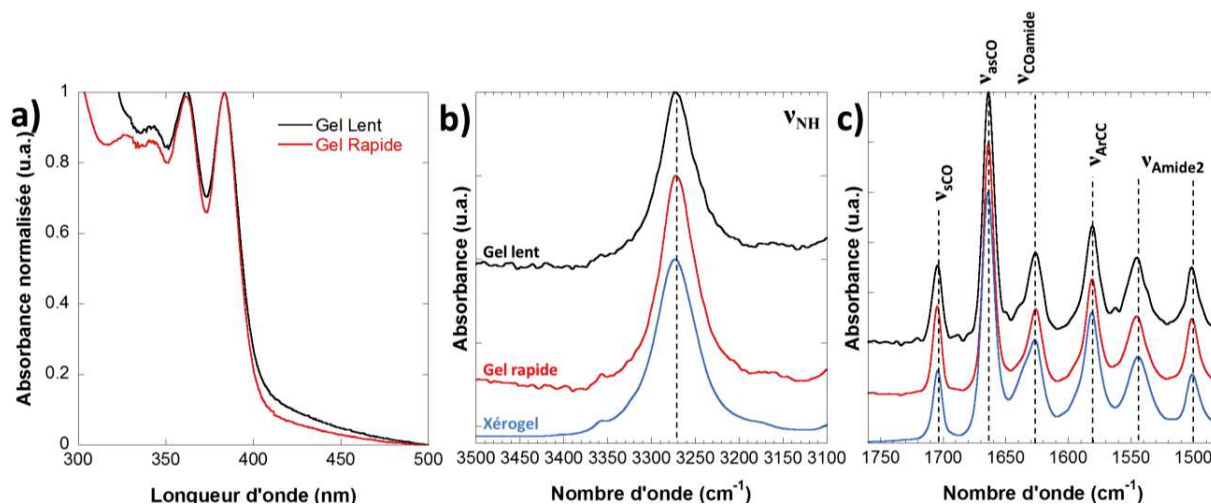 a)
Absorbance normalisée (u.a.)
1
0.8
0.6
0.4
0.2
0
300 350 400 450 500
Longueur d'onde (nm)
Gel Lent
Gel Rapide
b)
νNH
Absorbance (u.a.)
Gel lent
Gel rapide
Xérogel
3500 3450 3400 3350 3300 3250 3200 3150 3100
Nombre d'onde (cm-1)
c)
νsCO
νasCO
νCOamide
νArCC
νAmide2
Absorbance (u.a.)
1750 1700 1650 1600 1550 1500
Nombre d'onde (cm-1)